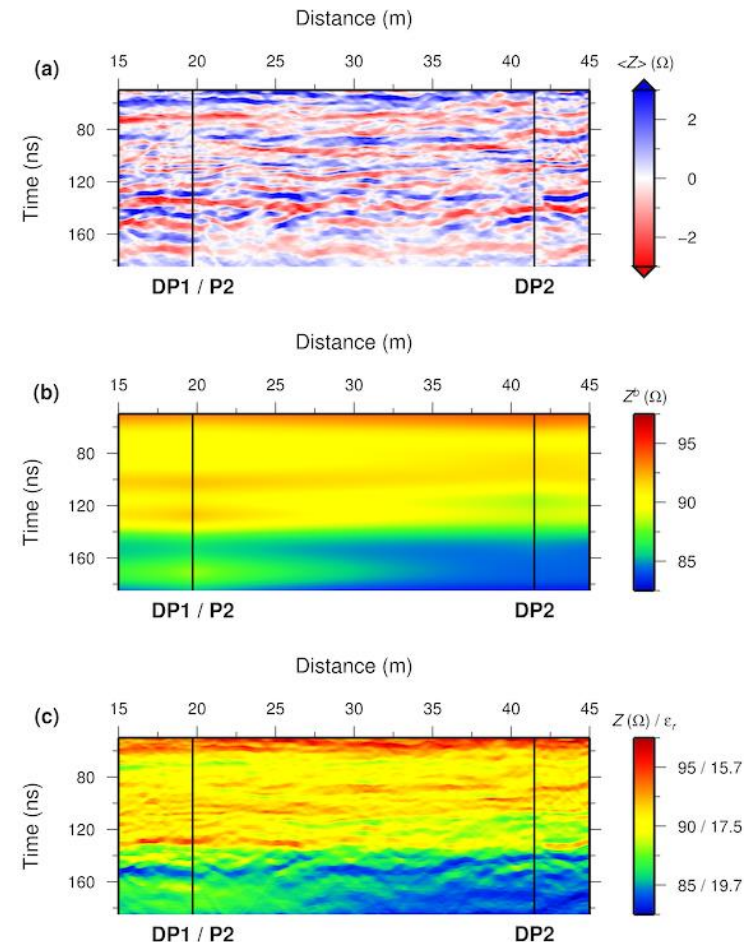 Distance (m)
(a) 15 20 25 30 35 40 45 <Z> (Ω)
Time (ns)
80
120
160
2
0
−2
DP1 / P2 DP2
Distance (m)
(b) 15 20 25 30 35 40 45 Zᵇ (Ω)
Time (ns)
80
120
160
95
90
85
DP1 / P2 DP2
Distance (m)
(c) 15 20 25 30 35 40 45 Z (Ω) / εᵣ
Time (ns)
80
120
160
95 / 15.7
90 / 17.5
85 / 19.7
DP1 / P2 DP2